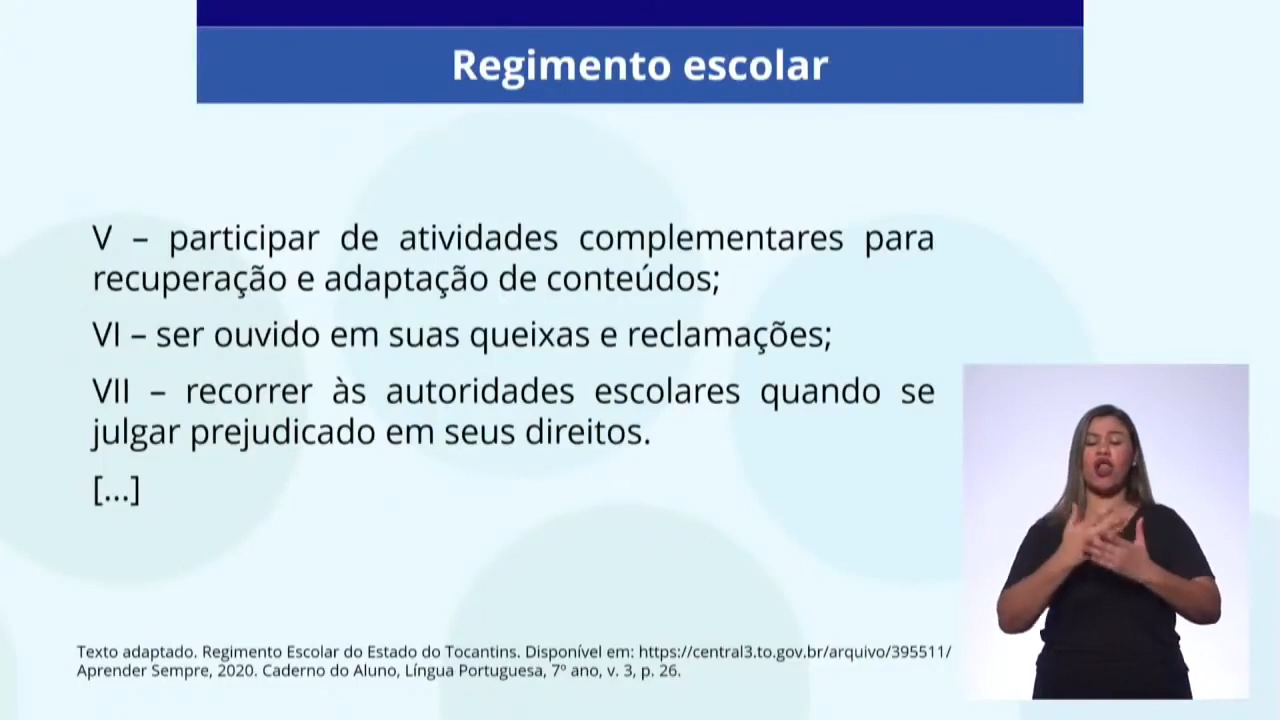 Regimento escolar
V – participar de atividades complementares para
recuperação e adaptação de conteúdos;
VI – ser ouvido em suas queixas e reclamações;
VII – recorrer às autoridades escolares quando se
julgar prejudicado em seus direitos.
[...]
Texto adaptado. Regimento Escolar do Estado do Tocantins. Disponível em: https://central3.to.gov.br/arquivo/395511/
Aprender Sempre, 2020. Caderno do Aluno, Língua Portuguesa, 7º ano, v. 3, p. 26.